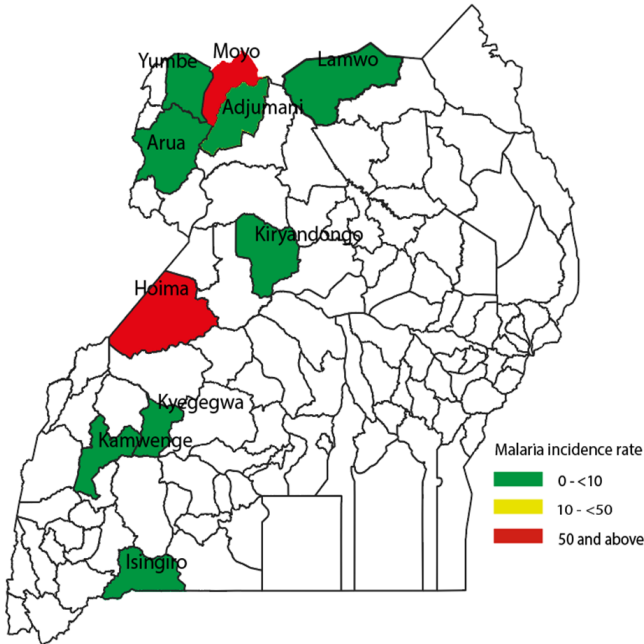 Moyo
Yumbe
Lamwo
Adjumani
Arua
Kiryandongo
Hoima
Kyegegwa
Kamwenge
Isingiro
Malaria incidence rate
0 - <10
10 - <50
50 and above